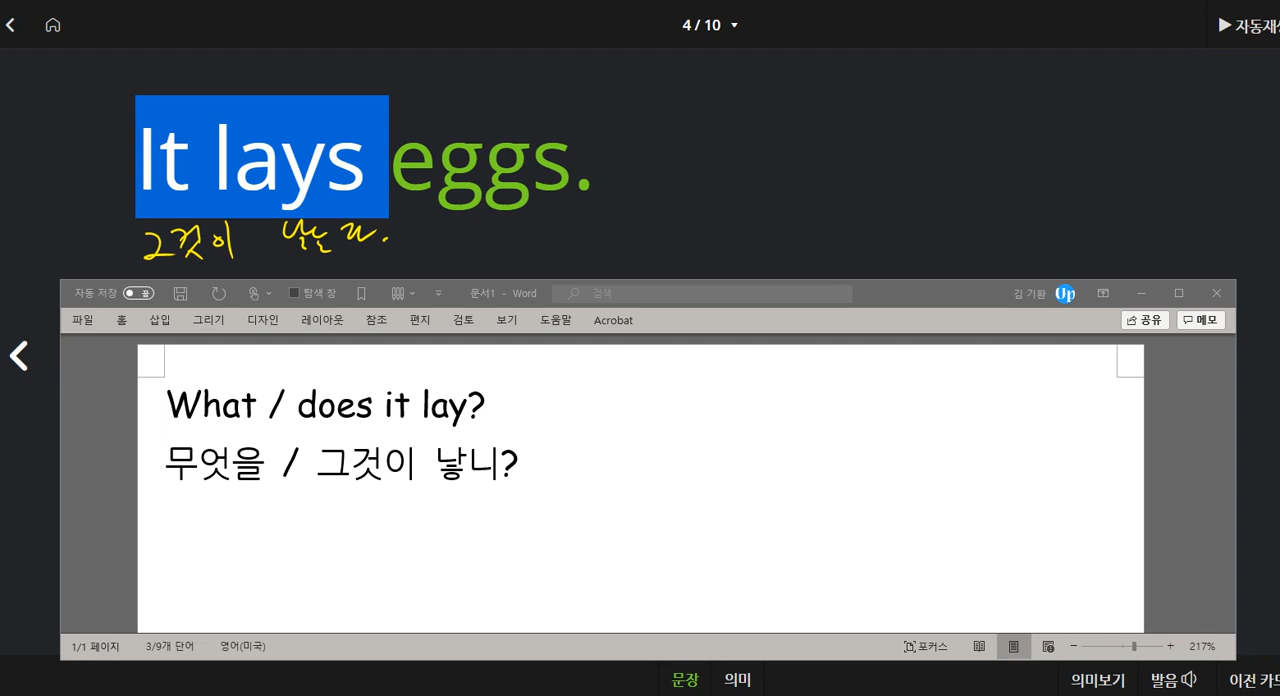 4 / 10
자동재생
It lays eggs.
그것이 낳는다.
자동 저장
탐색 창
문서1 - Word
검색
김 기환
Up
파일 홈 삽입 그리기 디자인 레이아웃 참조 편지 검토 보기 도움말 Acrobat
공유
메모
What / does it lay?
무엇을 / 그것이 낳니?
1/1 페이지 3/9개 단어 영어(미국)
포커스
217%
문장 의미
의미보기 발음 이전 카드